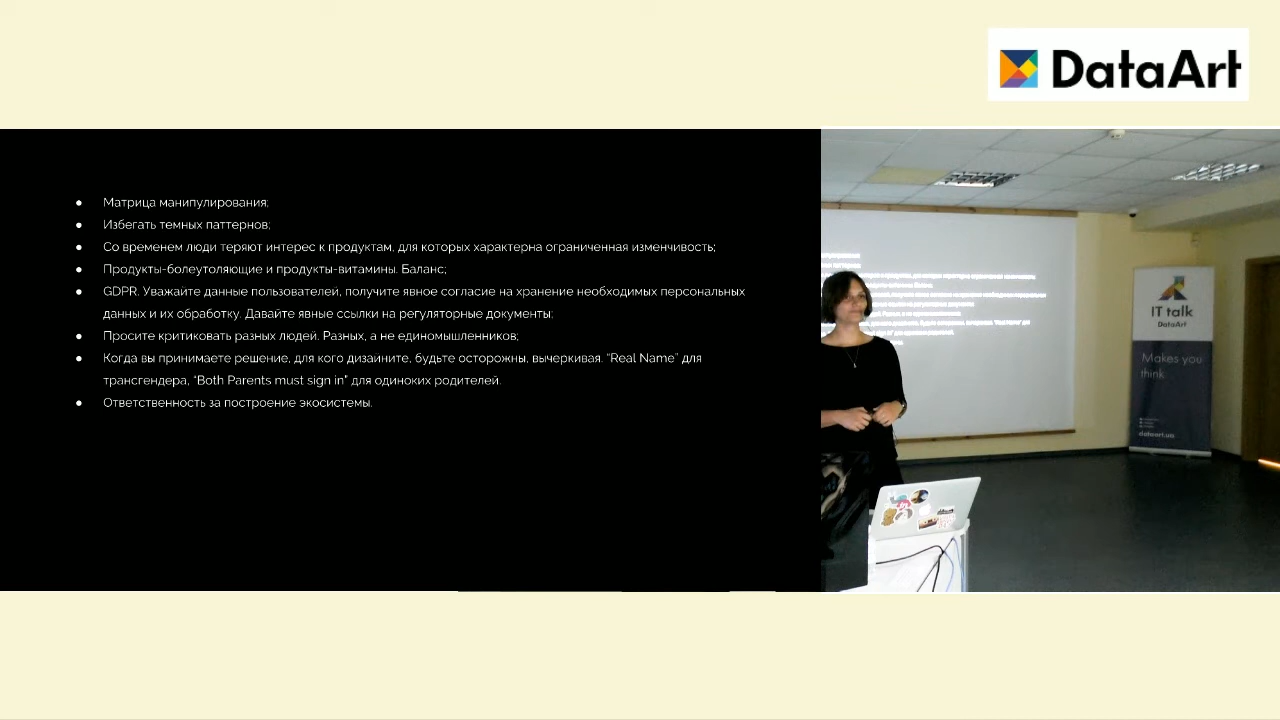 DataArt
Матрица манипулирования;
Избегать темных паттернов;
Со временем люди теряют интерес к продуктам, для которых характерна ограниченная изменчивость;
Продукты-болеутоляющие и продукты-витамины. Баланс;
GDPR. Уважайте данные пользователей, получите явное согласие на хранение необходимых персональных
данных и их обработку. Давайте явные ссылки на регуляторные документы;
Просите критиковать разных людей. Разных, а не единомышленников;
Когда вы принимаете решение, для кого дизайните, будьте осторожны, вычеркивая. “Real Name” для
трансгендера, “Both Parents must sign in” для одиноких родителей.
Ответственность за построение экосистемы.
IT talk
DataArt
Makes you
think
dataart.ua